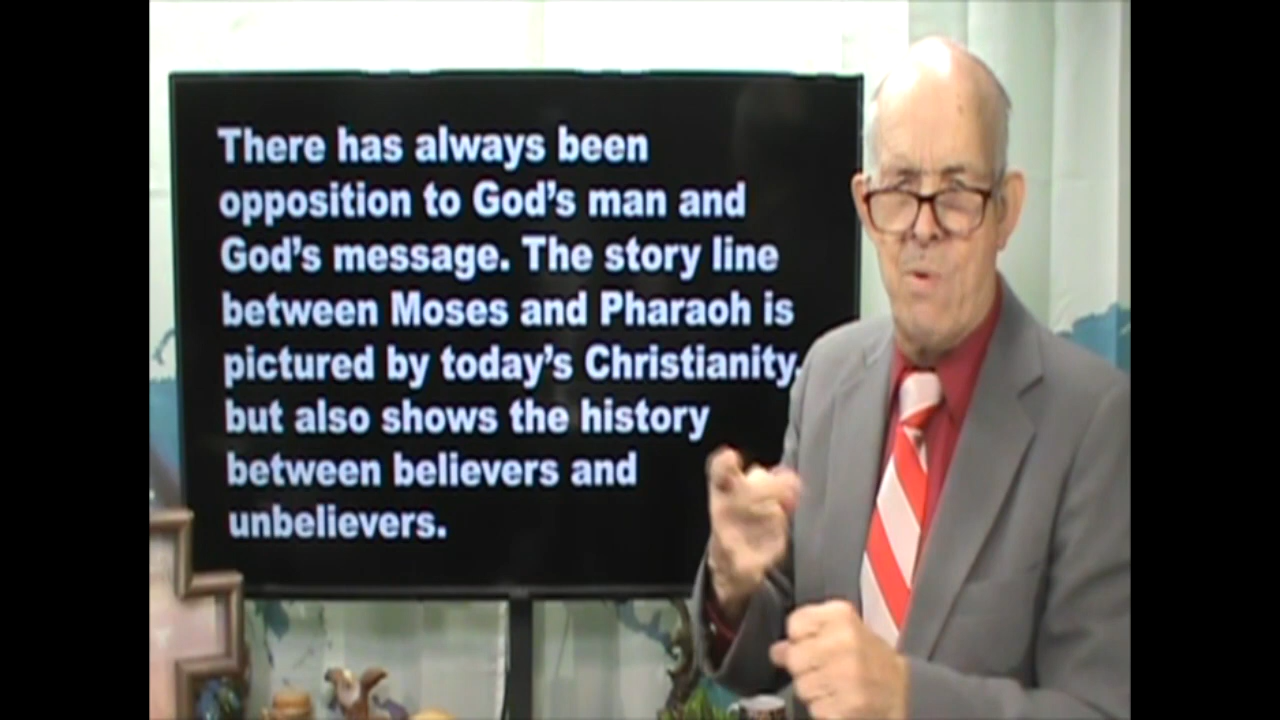 There has always been
opposition to God's man and
God's message. The story line
between Moses and Pharaoh is
pictured by today's Christianity,
but also shows the history
between believers and
unbelievers.